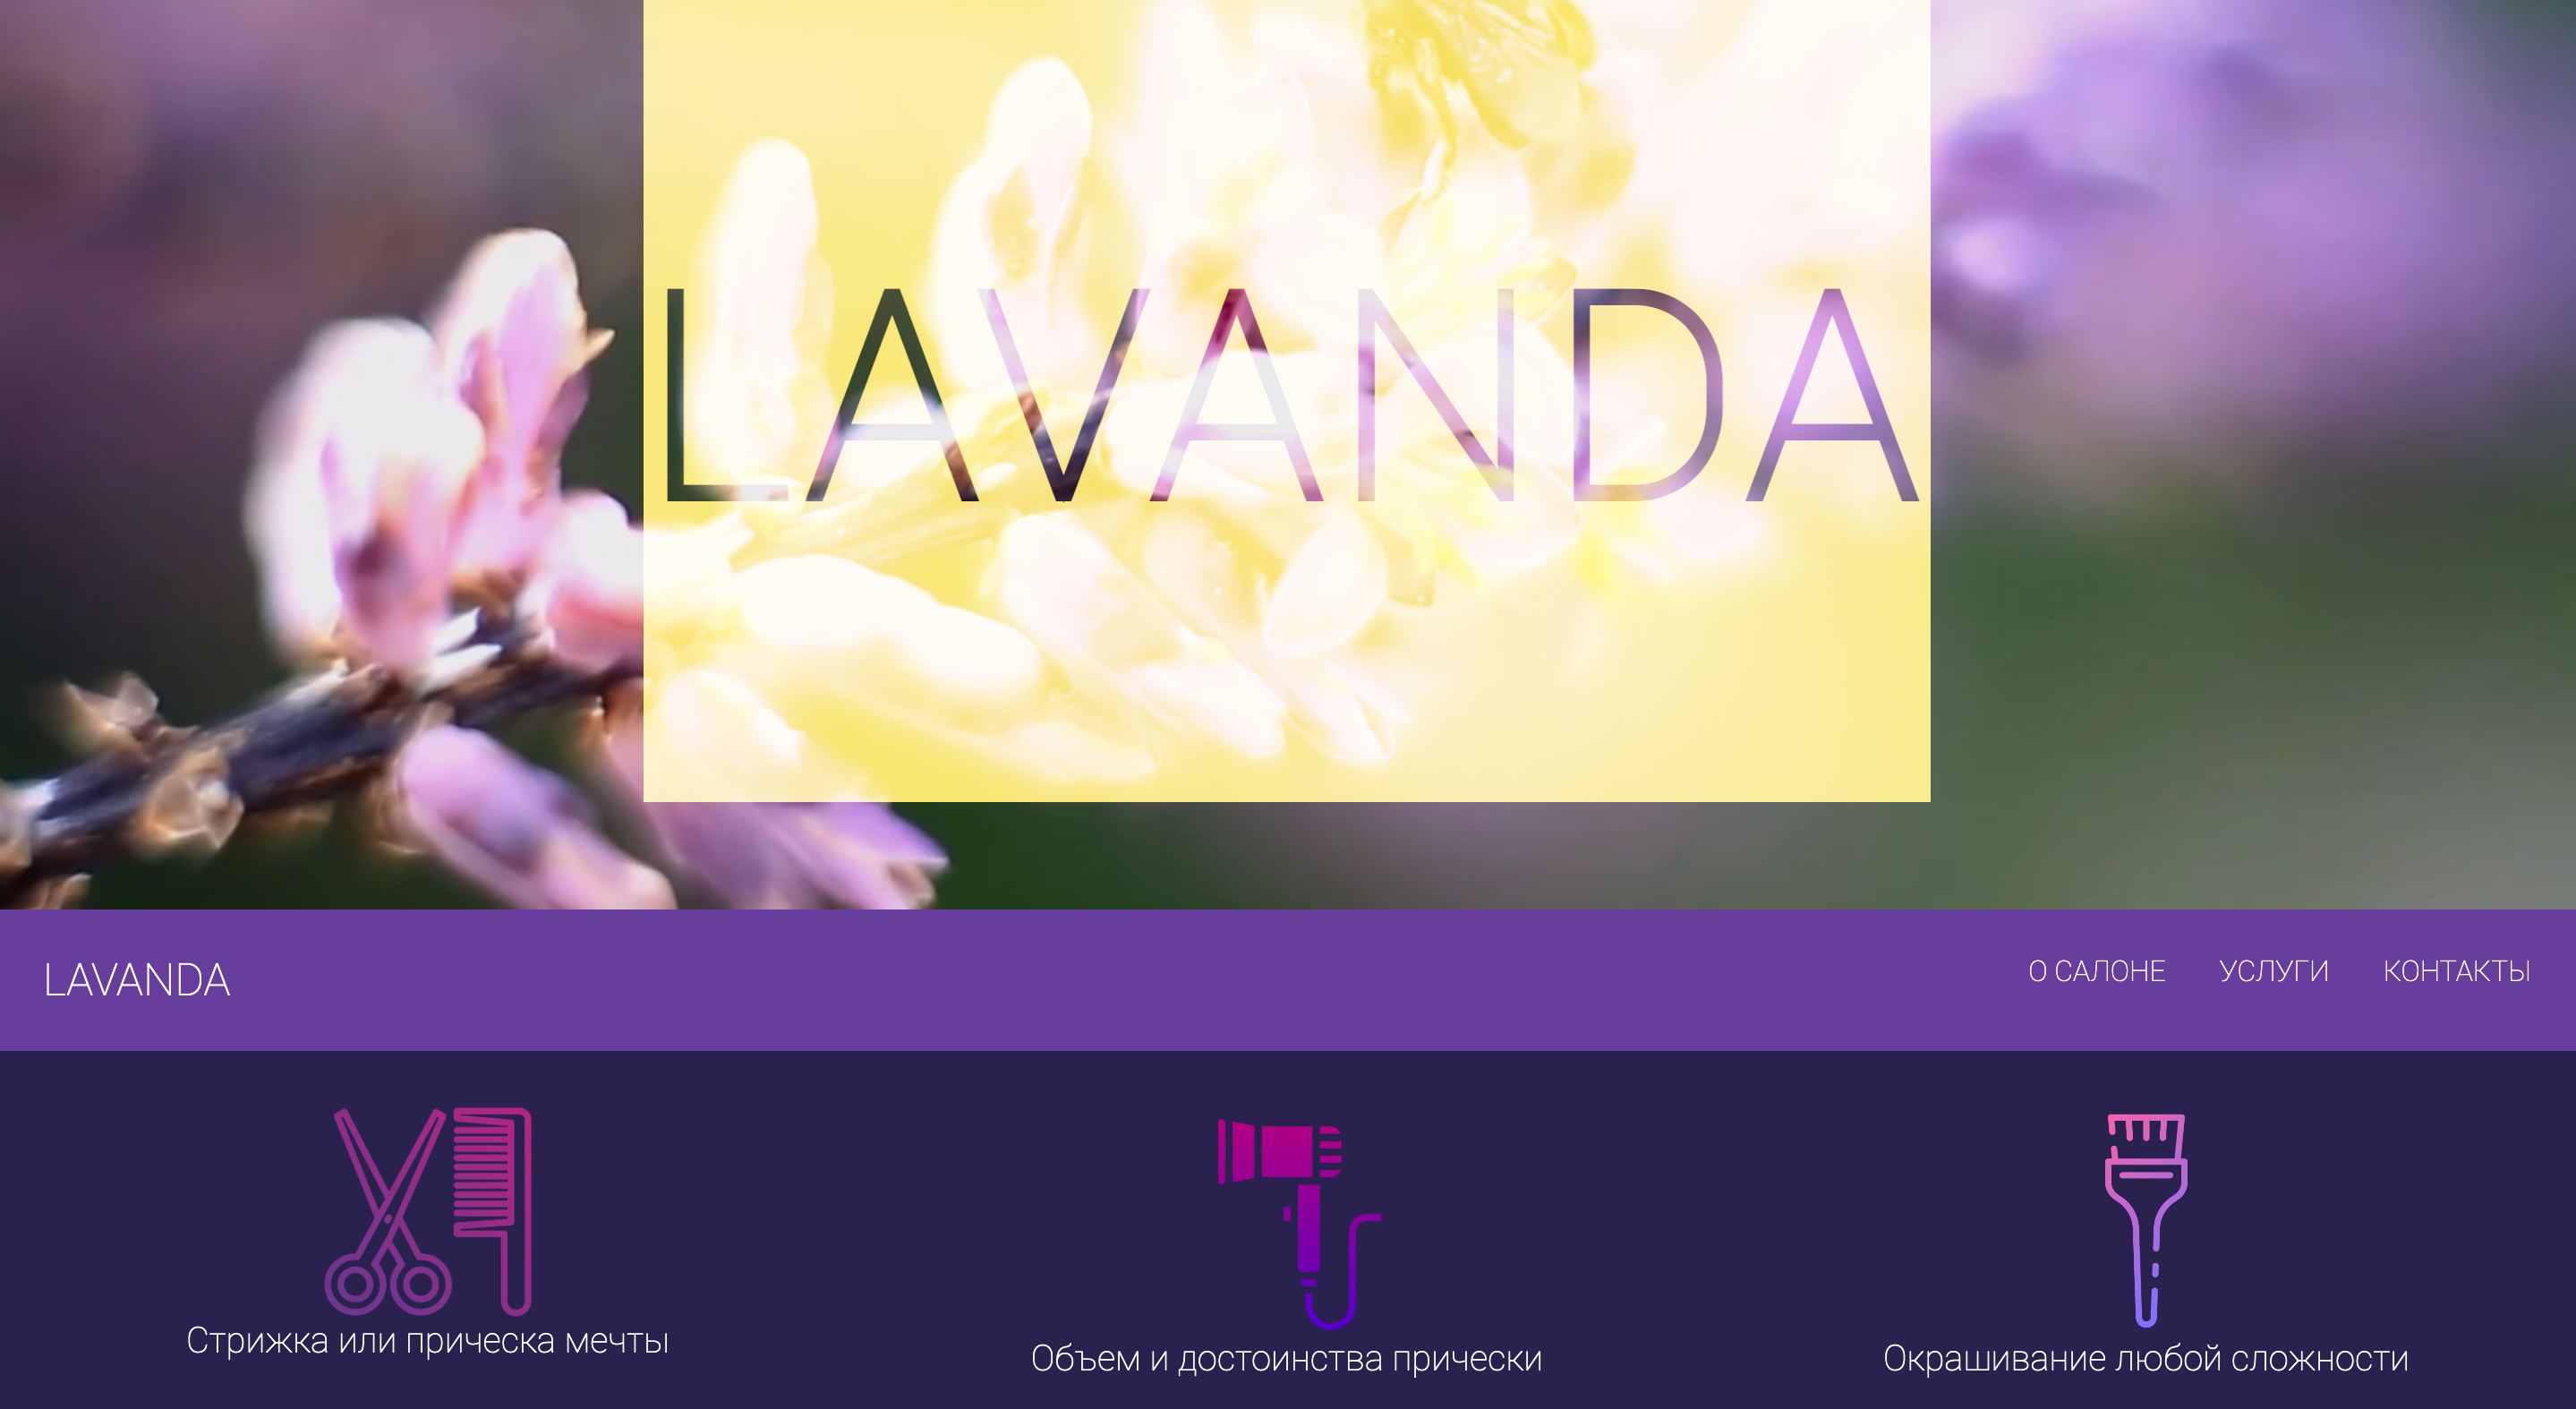 LAVANDA
LAVANDA
О САЛОНЕ УСЛУГИ КОНТАКТЫ
Стрижка или прическа мечты
Объем и достоинства прически
Окрашивание любой сложности